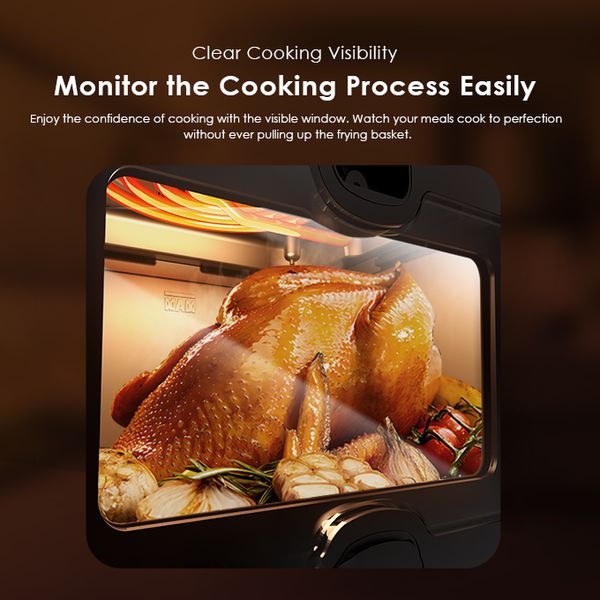 Clear Cooking Visibility
Monitor the Cooking Process Easily
Enjoy the confidence of cooking with the visible window. Watch your meals cook to perfection
without ever pulling up the frying basket.